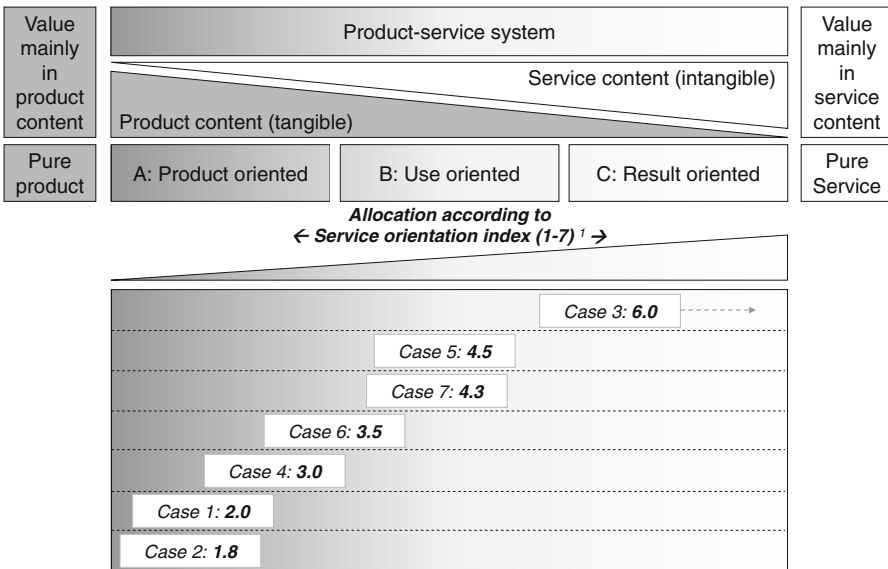 Value
mainly
in
product
content
Product-service system
Value
mainly
in
service
content
Service content (intangible)
Product content (tangible)
Pure
product
A: Product oriented
B: Use oriented
C: Result oriented
Pure
Service
Allocation according to
← Service orientation index (1-7) ¹ →
Case 3: 6.0
Case 5: 4.5
Case 7: 4.3
Case 6: 3.5
Case 4: 3.0
Case 1: 2.0
Case 2: 1.8